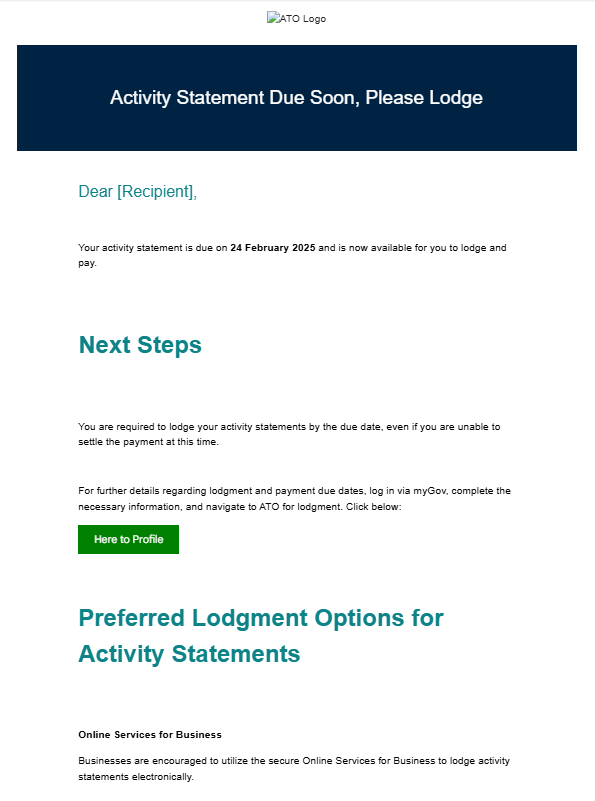 ATO Logo
Activity Statement Due Soon, Please Lodge
Dear [Recipient],
Your activity statement is due on 24 February 2025 and is now available for you to lodge and
pay.
Next Steps
You are required to lodge your activity statements by the due date, even if you are unable to
settle the payment at this time.
For further details regarding lodgment and payment due dates, log in via myGov, complete the
necessary information, and navigate to ATO for lodgment. Click below:
Here to Profile
Preferred Lodgment Options for
Activity Statements
Online Services for Business
Businesses are encouraged to utilize the secure Online Services for Business to lodge activity
statements electronically.